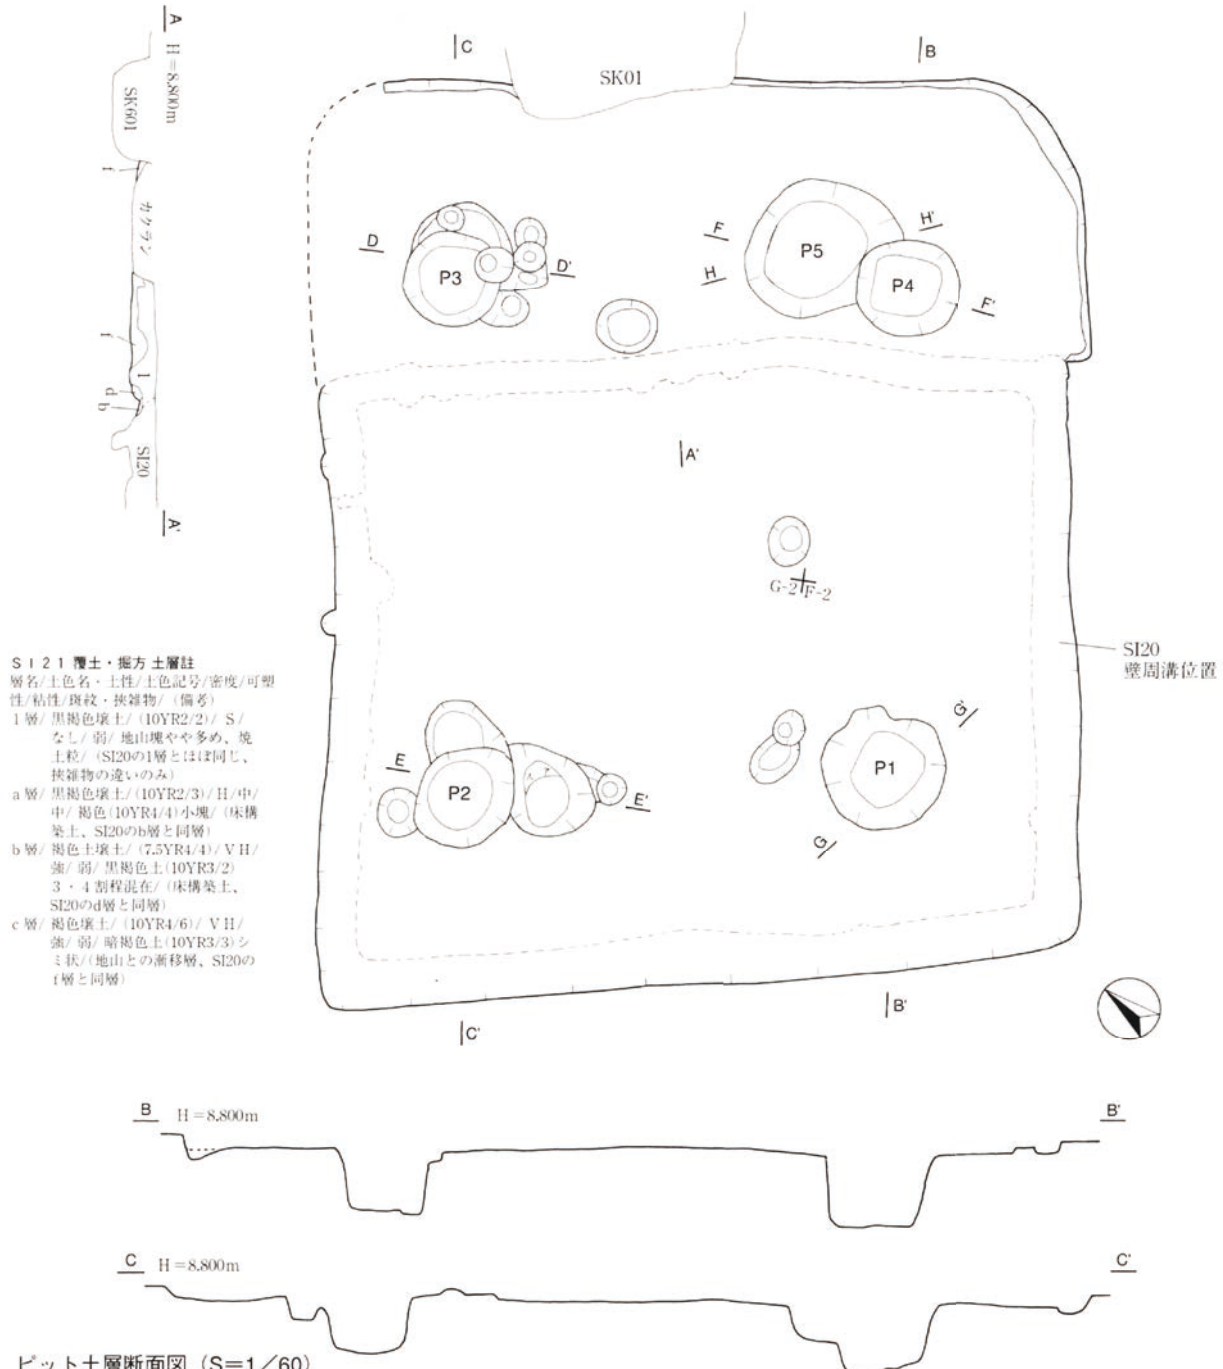 A
H=8.800m
SK601
f
カクラン
f
1
d
b
SI20
A'
C
SK01
B
D
P3
D'
F
H
P5
H'
P4
F'
A'
G-2
F-2
SI20
壁周溝位置
E
P2
E'
G'
P1
G
C'
B'
SI21 覆土・掘方 土層註
層名/土色名・土性/土色記号/密度/可塑
性/粘性/斑紋・挟雑物/（備考）
1層/ 黒褐色壌土/（10YR2/2）/ S/
なし/ 弱/ 地山塊やや多め、焼
土粒/（SI20の1層とほぼ同じ、
挟雑物の違いのみ）
a層/ 黒褐色壌土/（10YR2/3）/ H/ 中/
中/ 褐色(10YR4/4)小塊/（床構
築土、SI20のb層と同層）
b層/ 褐色土壌土/（7.5YR4/4）/ VH/
強/ 弱/ 黒褐色土(10YR3/2)
3・4割程混在/（床構築土、
SI20のd層と同層）
c層/ 褐色壌土/（10YR4/6）/ VH/
強/ 弱/ 暗褐色土(10YR3/3)シ
ミ状/（地山との漸移層、SI20の
f層と同層）
B H=8.800m B'
C H=8.800m C'
ピット土層断面図（S=1/60）